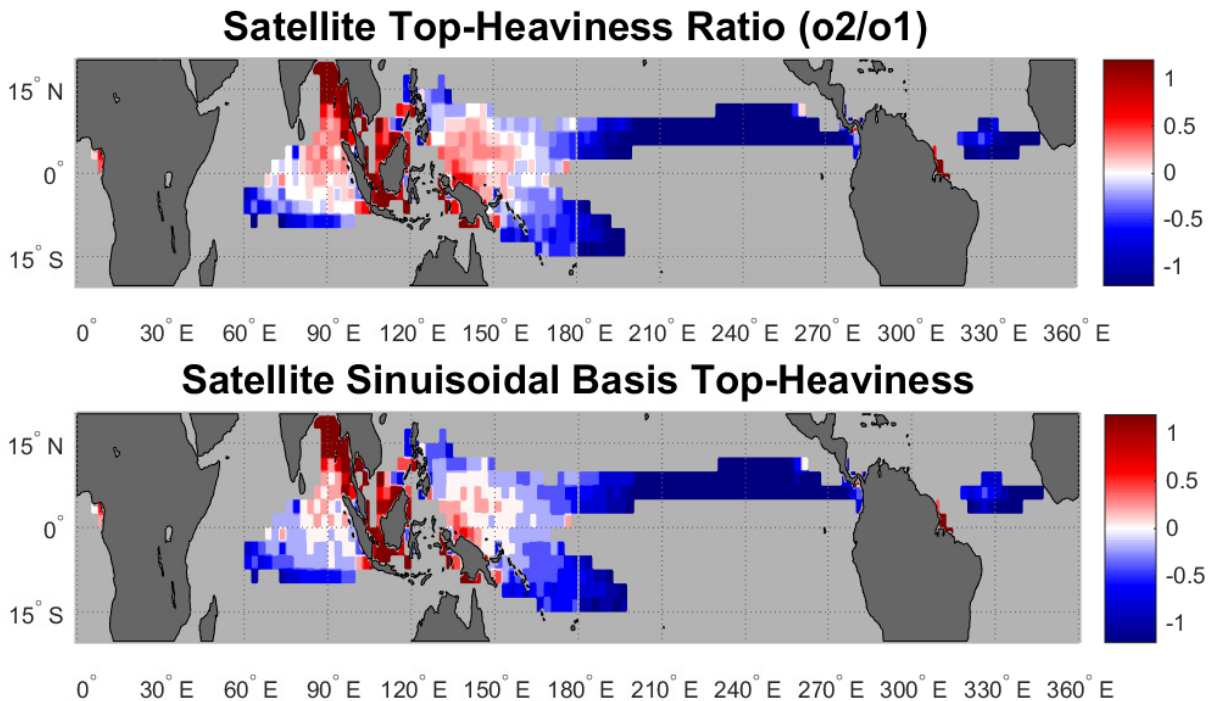 Satellite Top-Heaviness Ratio (o2/o1)
15° N
0°
15° S
1
0.5
0
-0.5
-1
0° 30° E 60° E 90° E 120° E 150° E 180° E 210° E 240° E 270° E 300° E 330° E 360° E
Satellite Sinuisoidal Basis Top-Heaviness
15° N
0°
15° S
1
0.5
0
-0.5
-1
0° 30° E 60° E 90° E 120° E 150° E 180° E 210° E 240° E 270° E 300° E 330° E 360° E